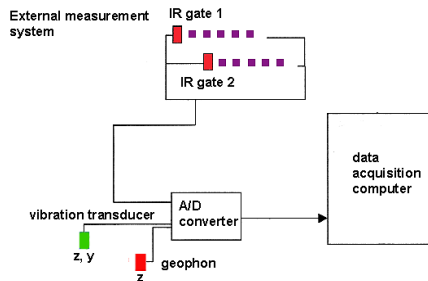 External measurement
system
IR gate 1
IR gate 2
data
acquisition
computer
A/D
converter
vibration transducer
z, y
geophon
z